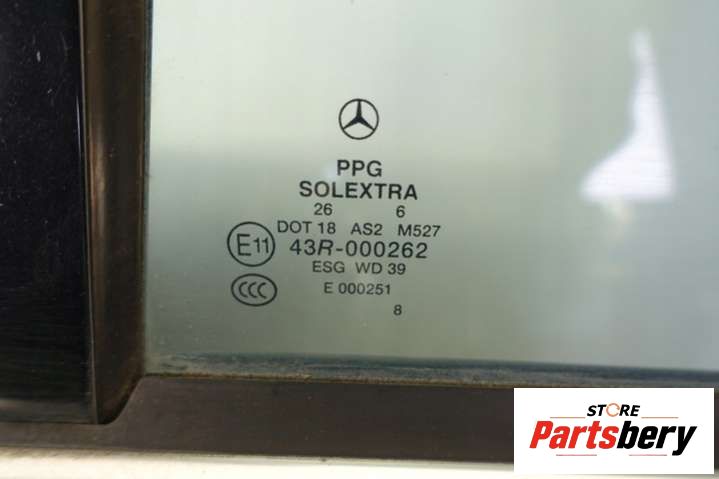 PPG
SOLEXTRA
26 6
DOT 18 AS2 M527
E11 43R-000262
ESG WD 39
CCC E 000251
8
STORE
Partsbery